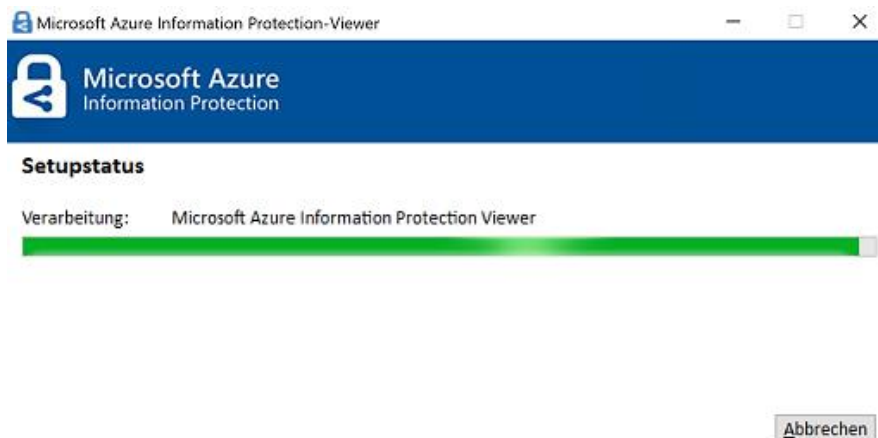 Microsoft Azure Information Protection-Viewer
Microsoft Azure
Information Protection
Setupstatus
Verarbeitung: Microsoft Azure Information Protection Viewer
Abbrechen